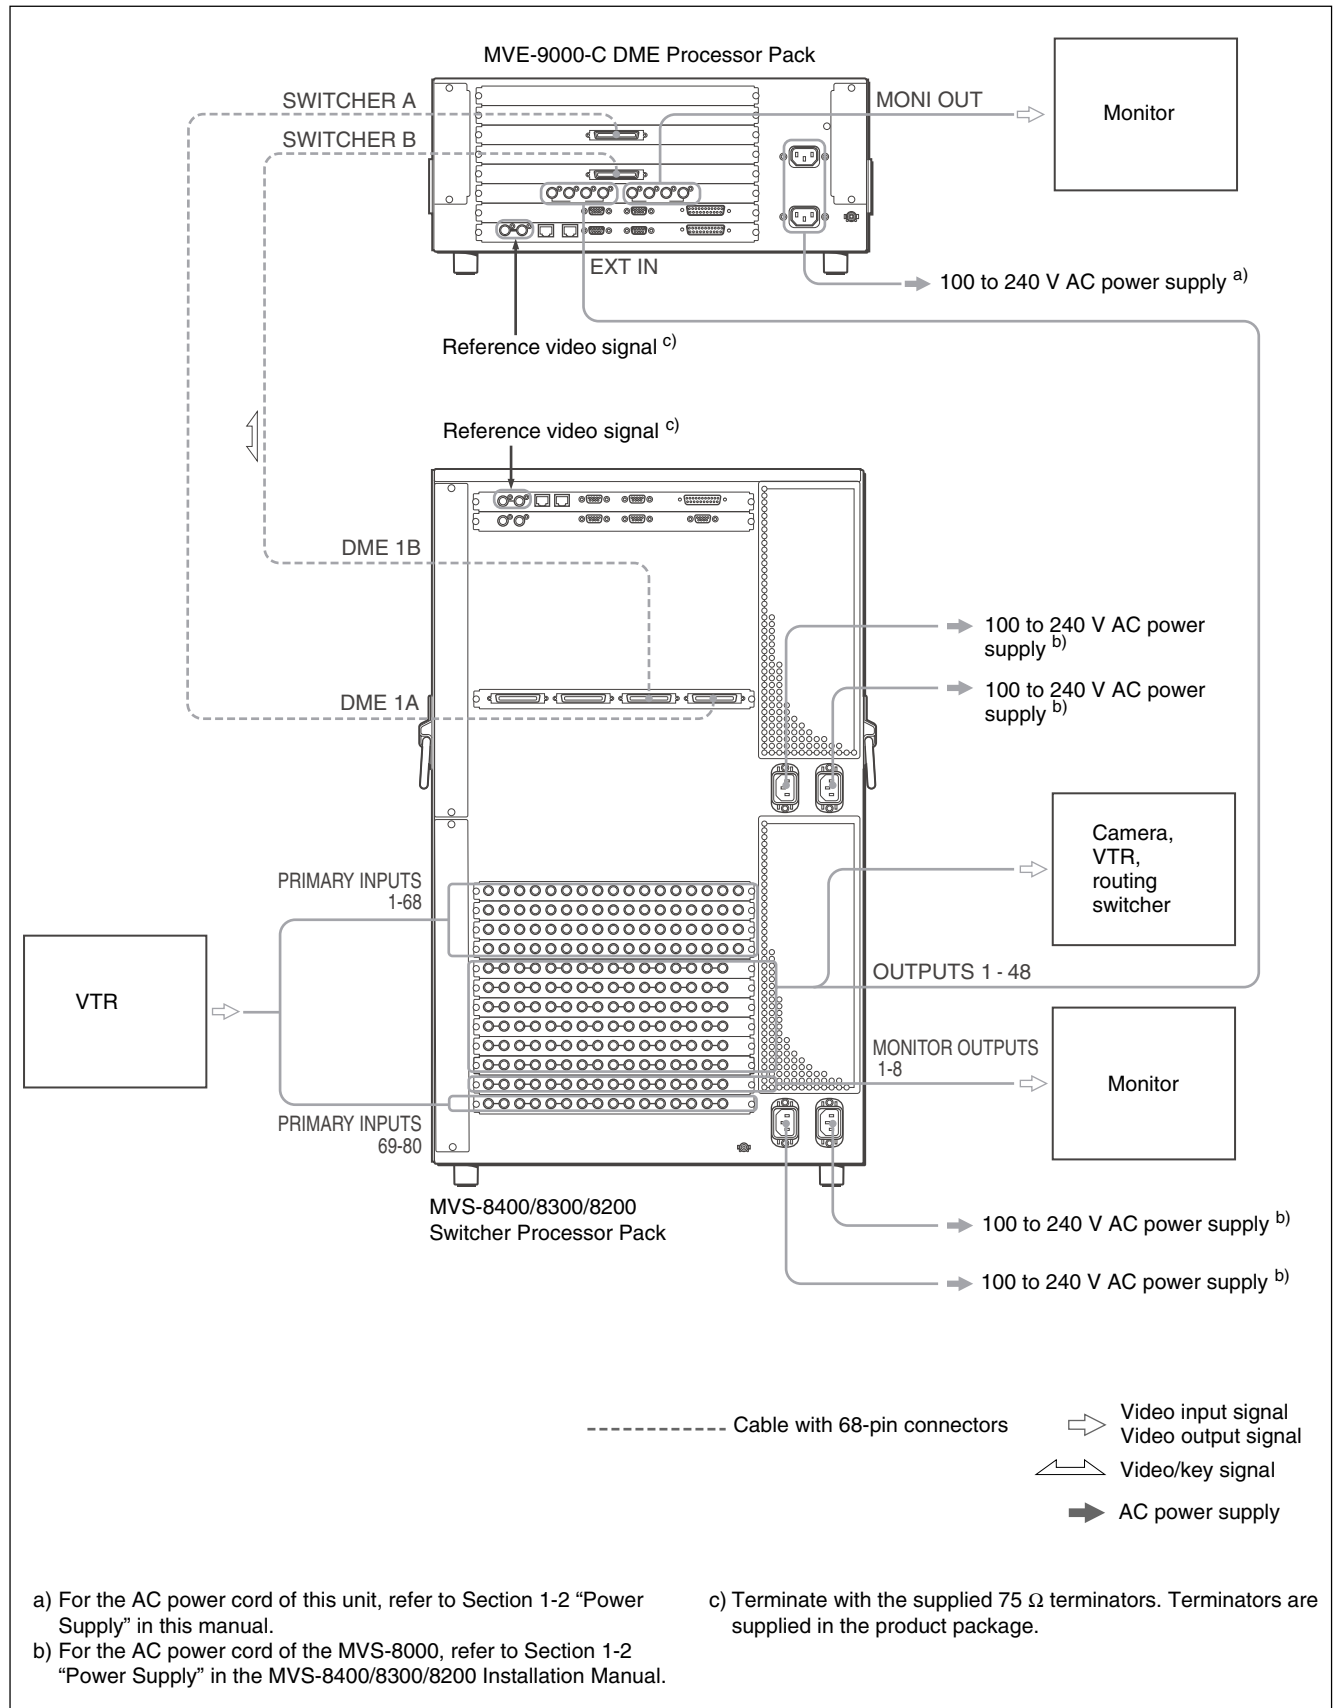 MVE-9000-C DME Processor Pack
SWITCHER A
MONI OUT
Monitor
SWITCHER B
EXT IN
100 to 240 V AC power supply a)
Reference video signal c)
Reference video signal c)
DME 1B
100 to 240 V AC power
supply b)
100 to 240 V AC power
supply b)
DME 1A
Camera,
VTR,
routing
switcher
PRIMARY INPUTS
1-68
VTR
OUTPUTS 1 - 48
MONITOR OUTPUTS
1-8
Monitor
PRIMARY INPUTS
69-80
MVS-8400/8300/8200
Switcher Processor Pack
100 to 240 V AC power supply b)
100 to 240 V AC power supply b)
Cable with 68-pin connectors
Video input signal
Video output signal
Video/key signal
AC power supply
a) For the AC power cord of this unit, refer to Section 1-2 “Power
Supply” in this manual.
b) For the AC power cord of the MVS-8000, refer to Section 1-2
“Power Supply” in the MVS-8400/8300/8200 Installation Manual.
c) Terminate with the supplied 75 Ω terminators. Terminators are
supplied in the product package.